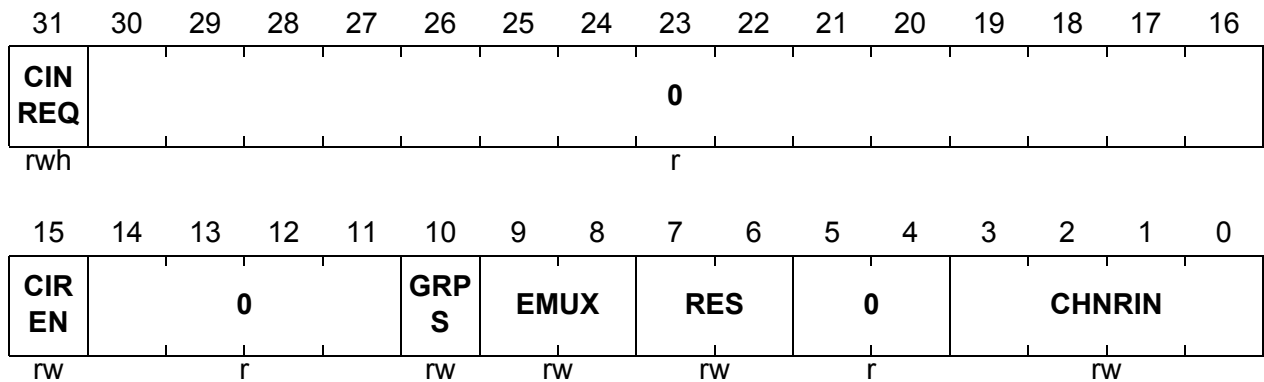 31 30 29 28 27 26 25 24 23 22 21 20 19 18 17 16
CIN
REQ
0
rwh r
15 14 13 12 11 10 9 8 7 6 5 4 3 2 1 0
CIR
EN
0
GRP
S
EMUX
RES
0
CHNRIN
rw r rw rw rw r rw